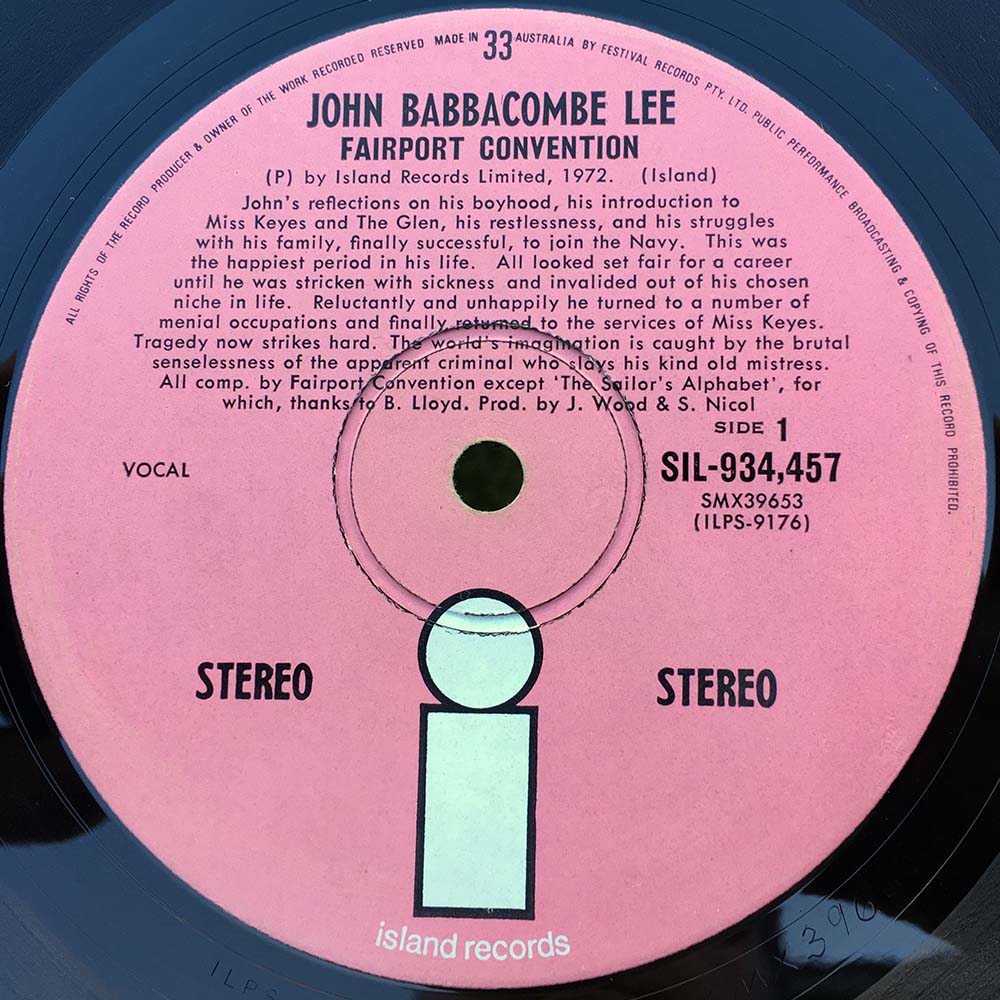 ALL RIGHTS OF THE RECORD PRODUCER & OWNER OF THE WORK RECORDED RESERVED MADE IN 33 AUSTRALIA BY FESTIVAL RECORDS PTY. LTD. PUBLIC PERFORMANCE BROADCASTING & COPYING OF THIS RECORD PROHIBITED.
JOHN BABBACOMBE LEE
FAIRPORT CONVENTION
(P) by Island Records Limited, 1972. (Island)
John's reflections on his boyhood, his introduction to
Miss Keyes and The Glen, his restlessness, and his struggles
with his family, finally successful, to join the Navy. This was
the happiest period in his life. All looked set fair for a career
until he was stricken with sickness and invalided out of his chosen
niche in life. Reluctantly and unhappily he turned to a number of
menial occupations and finally returned to the services of Miss Keyes.
Tragedy now strikes hard. The world's imagination is caught by the brutal
senselessness of the apparent criminal who slays his kind old mistress.
All comp. by Fairport Convention except 'The Sailor's Alphabet', for
which, thanks to B. Lloyd. Prod. by J. Wood & S. Nicol
SIDE 1
VOCAL
SIL-934,457
SMX39653
(ILPS-9176)
STEREO STEREO
island records
ILPS
MX396